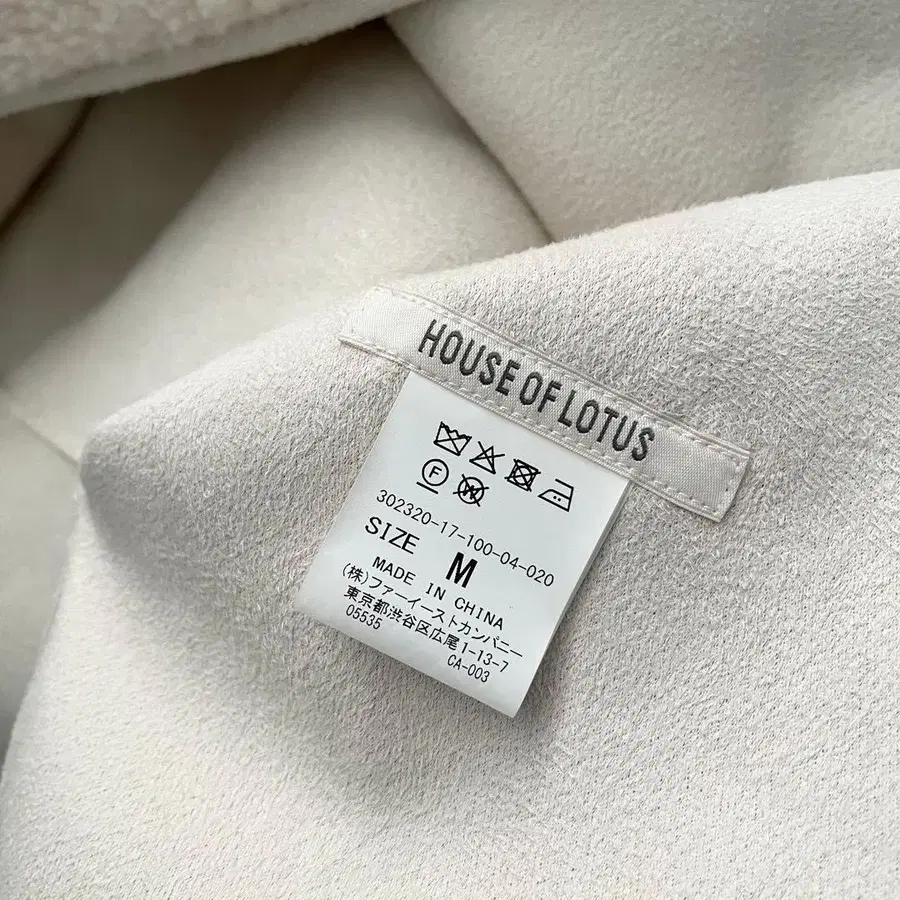 HOUSE OF LOTUS
F W
302320-17-100-04-020
SIZE M
MADE IN CHINA
(株)ファーイーストカンパニー
東京都渋谷区広尾1-13-7
05535 CA-003